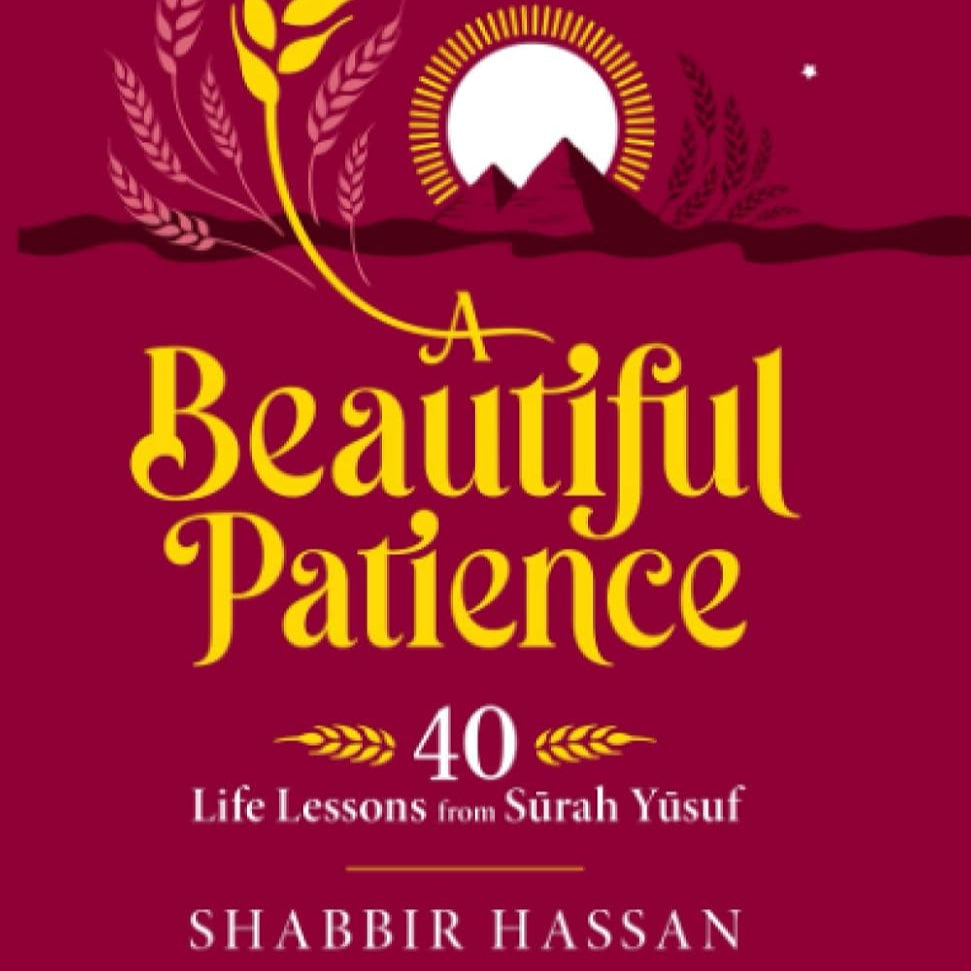 A
Beautiful
Patience
40
Life Lessons from Sūrah Yūsuf
SHABBIR HASSAN